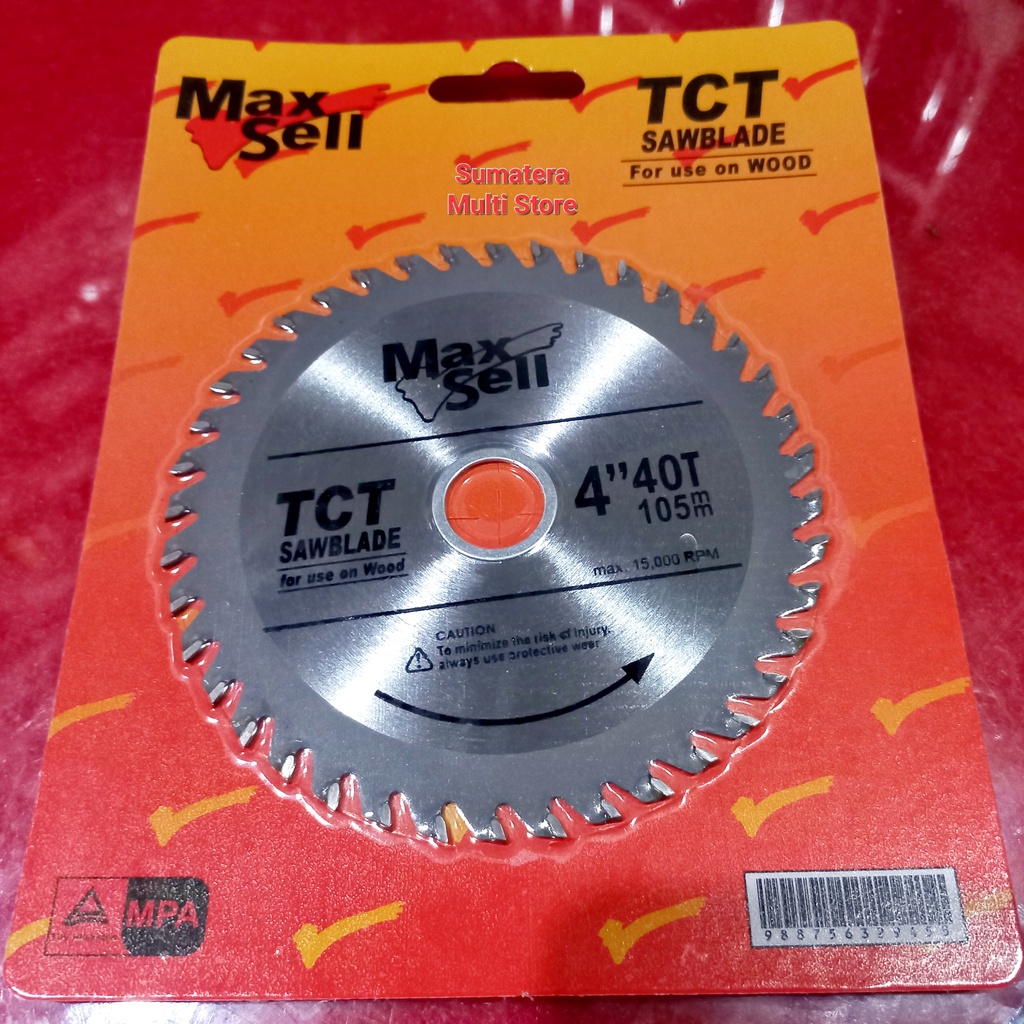 Max
Sell
TCT
SAWBLADE
For use on WOOD
Sumatera
Multi Store
Max
Sell
TCT
SAWBLADE
for use on Wood
4” 40T
105mm
max. 15,000 RPM
CAUTION
To minimize the risk of injury,
always use protective wear
MPA